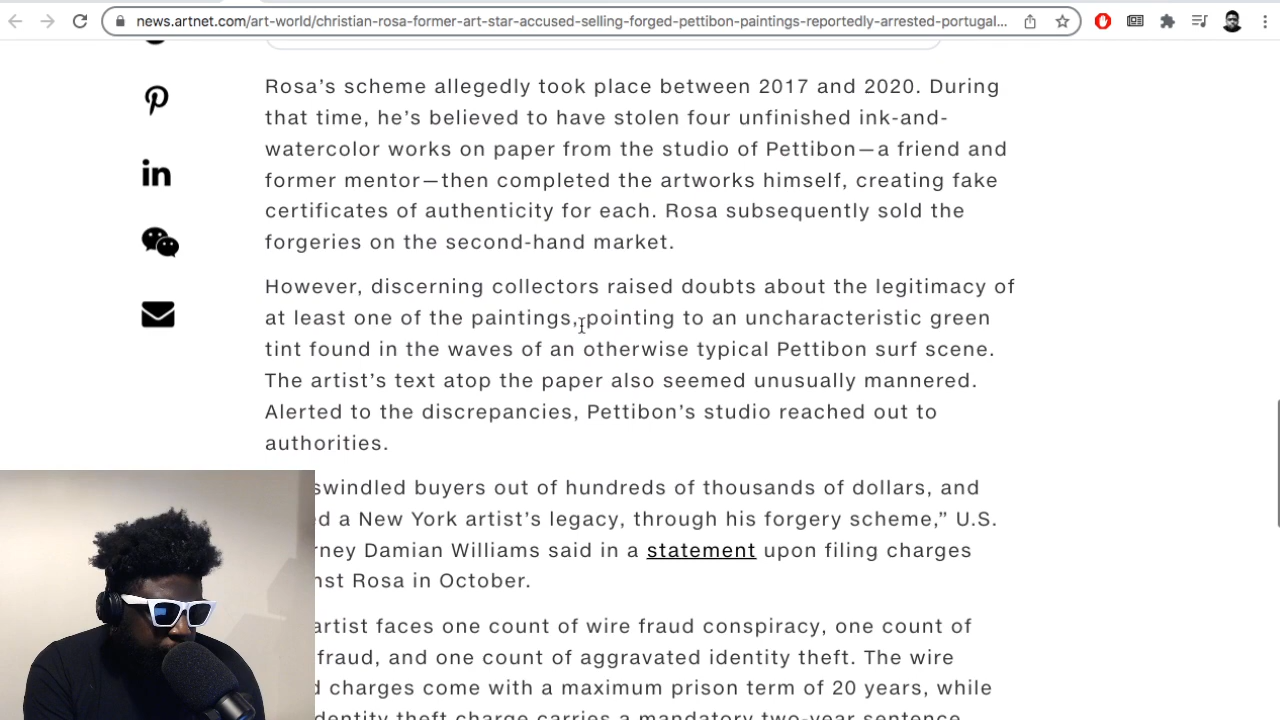 news.artnet.com/art-world/christian-rosa-former-art-star-accused-selling-forged-pettibon-paintings-reportedly-arrested-portugal...
Rosa's scheme allegedly took place between 2017 and 2020. During
that time, he's believed to have stolen four unfinished ink-and-
watercolor works on paper from the studio of Pettibon—a friend and
former mentor—then completed the artworks himself, creating fake
certificates of authenticity for each. Rosa subsequently sold the
forgeries on the second-hand market.
However, discerning collectors raised doubts about the legitimacy of
at least one of the paintings, pointing to an uncharacteristic green
tint found in the waves of an otherwise typical Pettibon surf scene.
The artist's text atop the paper also seemed unusually mannered.
Alerted to the discrepancies, Pettibon's studio reached out to
authorities.
swindled buyers out of hundreds of thousands of dollars, and
a New York artist's legacy, through his forgery scheme,” U.S.
Damian Williams said in a statement upon filing charges
Rosa in October.
artist faces one count of wire fraud conspiracy, one count of
fraud, and one count of aggravated identity theft. The wire
charges come with a maximum prison term of 20 years, while
identity theft charge carries a mandatory two-year sentence
in